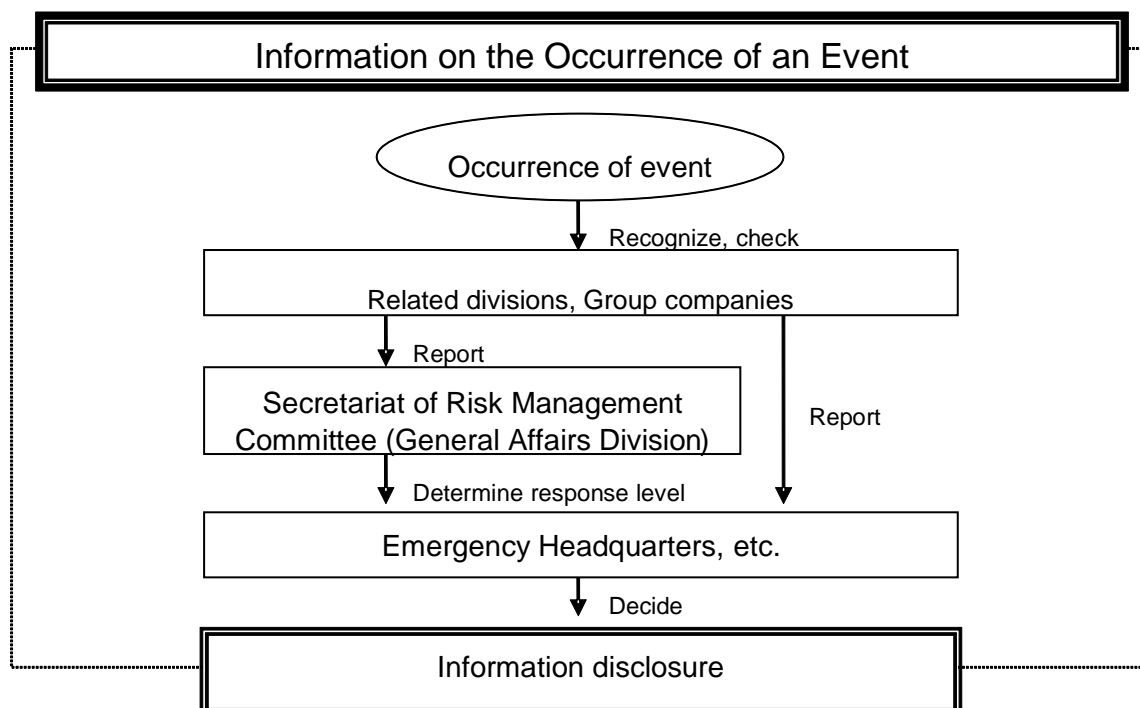 Information on the Occurrence of an Event
Occurrence of event
Recognize, check
Related divisions, Group companies
Report
Secretariat of Risk Management
Committee (General Affairs Division)
Report
Determine response level
Emergency Headquarters, etc.
Decide
Information disclosure